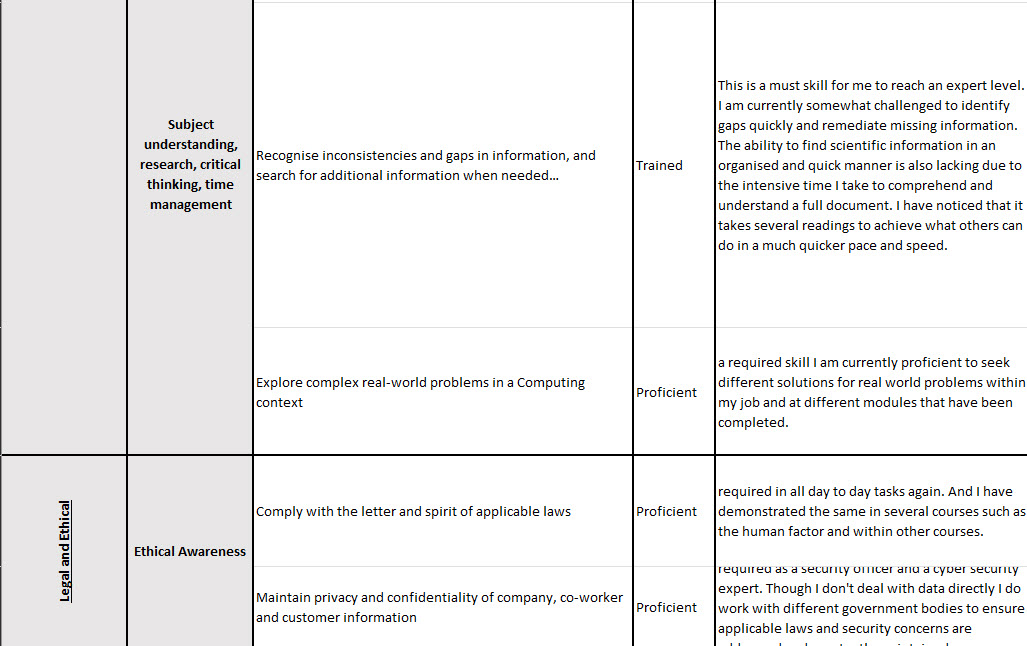 Subject
understanding,
research, critical
thinking, time
management
Recognise inconsistencies and gaps in information, and
search for additional information when needed...
Trained
This is a must skill for me to reach an expert level.
I am currently somewhat challenged to identify
gaps quickly and remediate missing information.
The ability to find scientific information in an
organised and quick manner is also lacking due to
the intensive time I take to comprehend and
understand a full document. I have noticed that it
takes several readings to achieve what others can
do in a much quicker pace and speed.
Explore complex real-world problems in a Computing
context
Proficient
a required skill I am currently proficient to seek
different solutions for real world problems within
my job and at different modules that have been
completed.
Legal and Ethical
Ethical Awareness
Comply with the letter and spirit of applicable laws
Proficient
required in all day to day tasks again. And I have
demonstrated the same in several courses such as
the human factor and within other courses.
Maintain privacy and confidentiality of company, co-worker
and customer information
Proficient
required as a security officer and a cyber security
expert. Though I don't deal with data directly I do
work with different government bodies to ensure
applicable laws and security concerns are